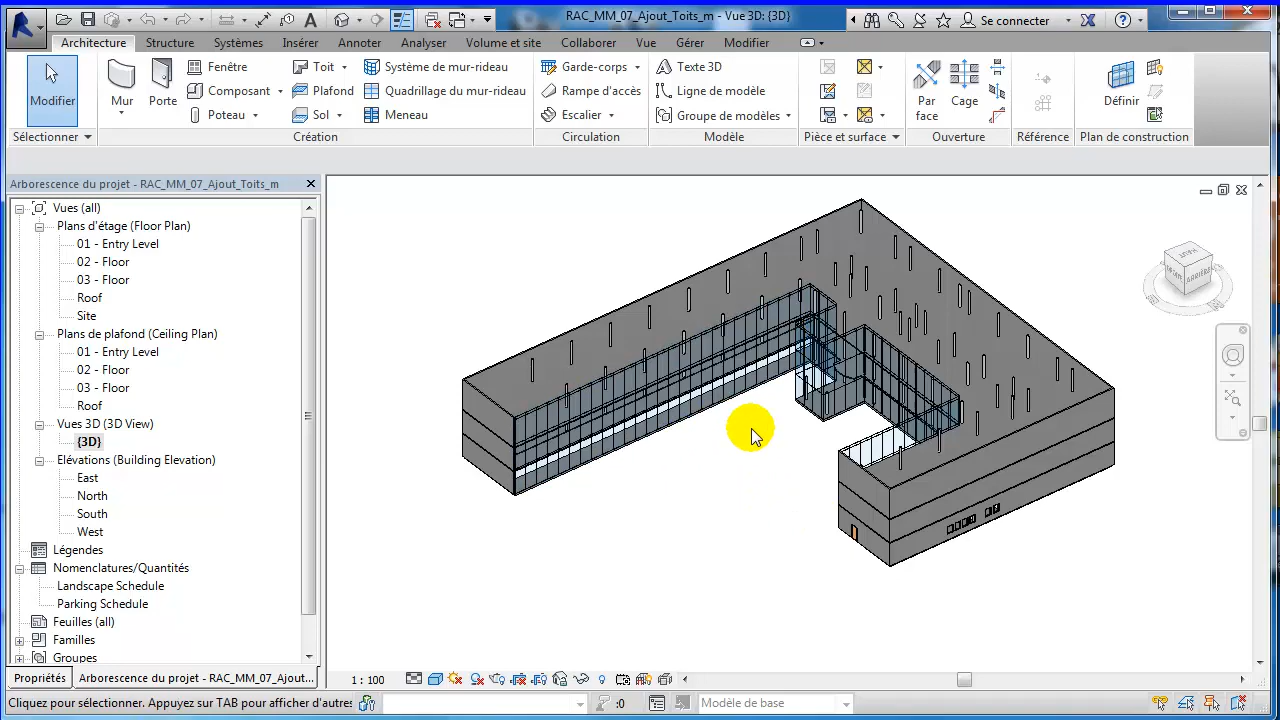 RAC_MM_07_Ajout_Toits_m - Vue 3D: {3D}
Se connecter
Architecture Structure Systèmes Insérer Annoter Analyser Volume et site Collaborer Vue Gérer Modifier
Modifier
Sélectionner
Mur
Porte
Fenêtre
Composant
Poteau
Toit
Plafond
Sol
Système de mur-rideau
Quadrillage du mur-rideau
Meneau
Création
Garde-corps
Rampe d'accès
Escalier
Circulation
Texte 3D
Ligne de modèle
Groupe de modèles
Modèle
Pièce et surface
Par face
Cage
Ouverture
Référence
Définir
Plan de construction
Arborescence du projet - RAC_MM_07_Ajout_Toits_m
Vues (all)
Plans d'étage (Floor Plan)
01 - Entry Level
02 - Floor
03 - Floor
Roof
Site
Plans de plafond (Ceiling Plan)
01 - Entry Level
02 - Floor
03 - Floor
Roof
Vues 3D (3D View)
{3D}
Elévations (Building Elevation)
East
North
South
West
Légendes
Nomenclatures/Quantités
Landscape Schedule
Parking Schedule
Feuilles (all)
Familles
Groupes
Propriétés
Arborescence du projet - RAC_MM_07_Ajout...
1 : 100
Cliquez pour sélectionner. Appuyez sur TAB pour afficher d'autres
:0
Modèle de base